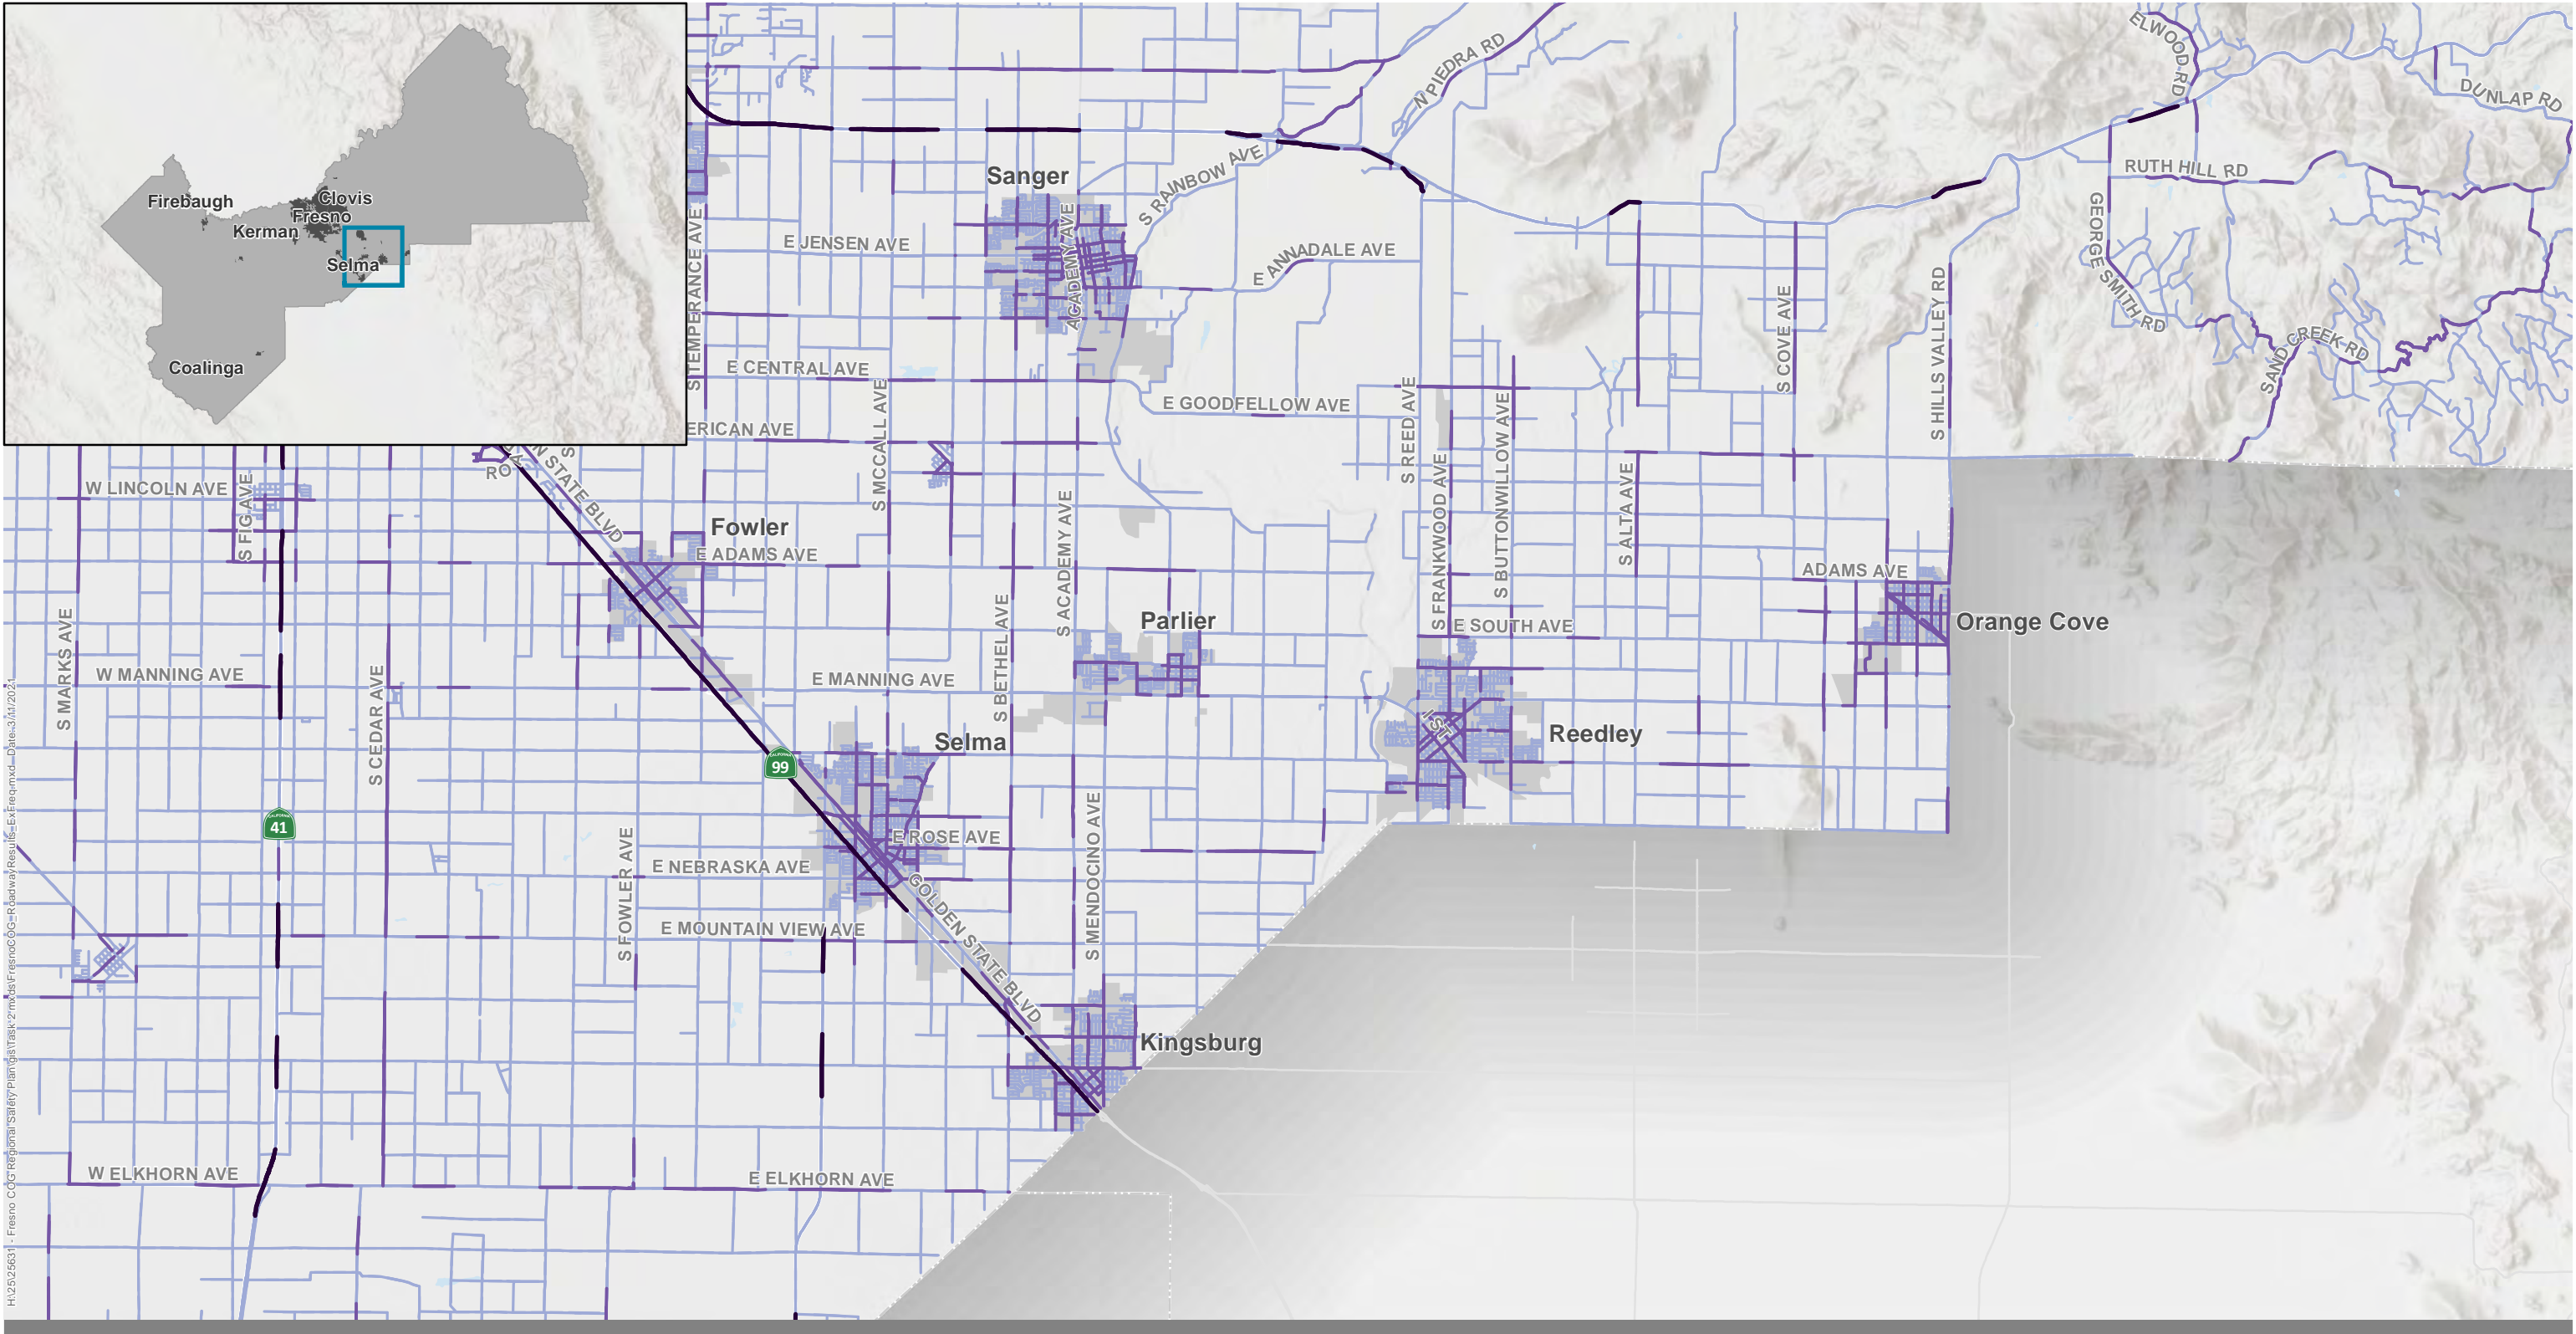 Firebaugh
Clovis
Fresno
Kerman
Selma
Coalinga
N PIEDRA RD
ELWOOD RD
DUNLAP RD
RUTH HILL RD
GEORGE SMITH RD
SAND CREEK RD
Sanger
S RAINBOW AVE
ACADEMY AVE
E JENSEN AVE
E ANNADALE AVE
S TEMPERANCE AVE
S COVE AVE
S HILLS VALLEY RD
E CENTRAL AVE
S MCCALL AVE
E GOODFELLOW AVE
S REED AVE
S BUTTONWILLOW AVE
ERICAN AVE
S FRANKWOOD AVE
S ALTA AVE
RO
N STATE BLVD
S
W LINCOLN AVE
S FIG AVE
Fowler
E ADAMS AVE
S ACADEMY AVE
ADAMS AVE
Orange Cove
S MARKS AVE
S BETHEL AVE
Parlier
E SOUTH AVE
W MANNING AVE
S CEDAR AVE
E MANNING AVE
I ST
Reedley
Selma
CALIFORNIA
99
CALIFORNIA
41
S FOWLER AVE
E ROSE AVE
E NEBRASKA AVE
S MENDOCINO AVE
GOLDEN STATE BLVD
E MOUNTAIN VIEW AVE
Kingsburg
W ELKHORN AVE
E ELKHORN AVE